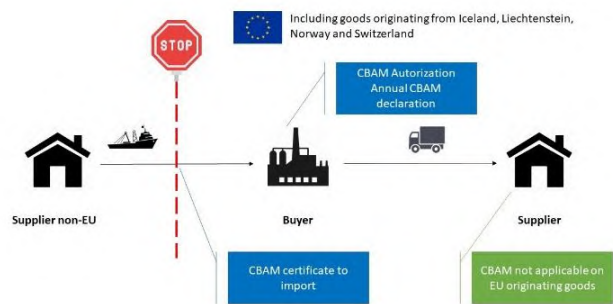 Including goods originating from Iceland, Liechtenstein,
Norway and Switzerland
STOP
CBAM Autorization
Annual CBAM
declaration
Supplier non-EU
Buyer
Supplier
CBAM certificate to
import
CBAM not applicable on
EU originating goods